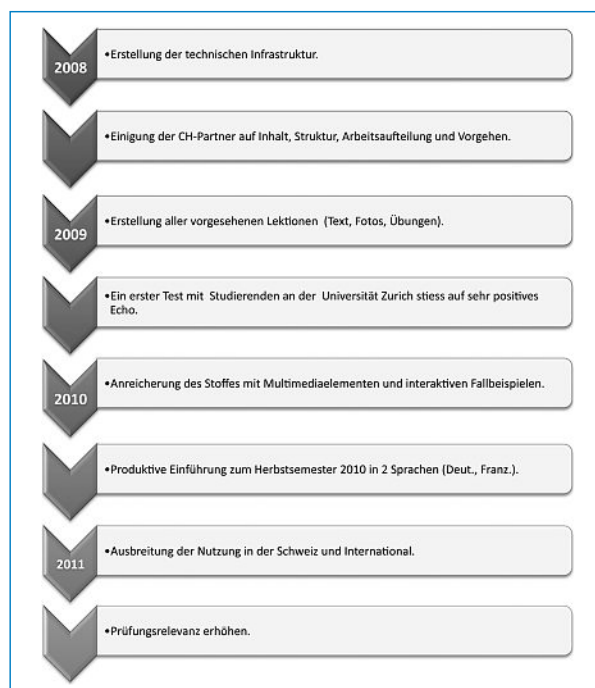 2008
•Erstellung der technischen Infrastruktur.
•Einigung der CH-Partner auf Inhalt, Struktur, Arbeitsaufteilung und Vorgehen.
2009
•Erstellung aller vorgesehenen Lektionen (Text, Fotos, Übungen).
•Ein erster Test mit Studierenden an der Universität Zurich stiess auf sehr positives
Echo.
2010
•Anreicherung des Stoffes mit Multimediaelementen und interaktiven Fallbeispielen.
•Produktive Einführung zum Herbstsemester 2010 in 2 Sprachen (Deut., Franz.).
2011
•Ausbreitung der Nutzung in der Schweiz und International.
•Prüfungsrelevanz erhöhen.